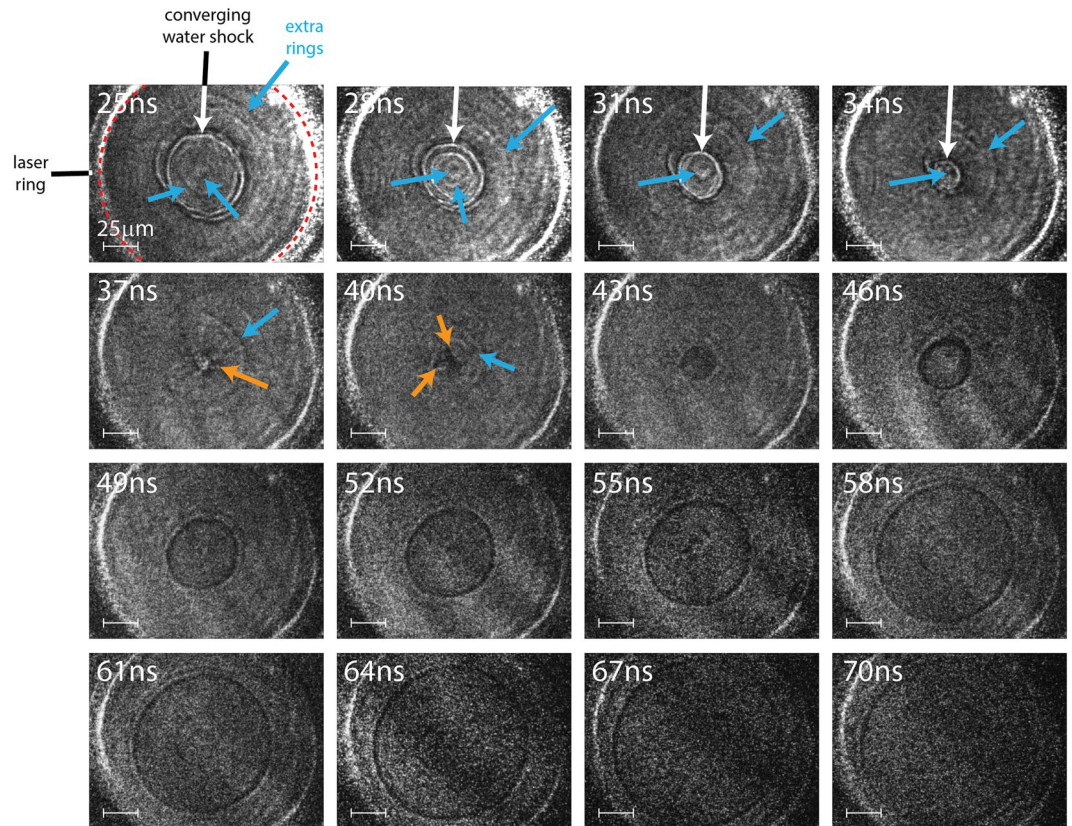 converging
water shock
extra
rings
laser
ring
25ns
28ns
31ns
34ns
25μm
37ns
40ns
43ns
46ns
49ns
52ns
55ns
58ns
61ns
64ns
67ns
70ns